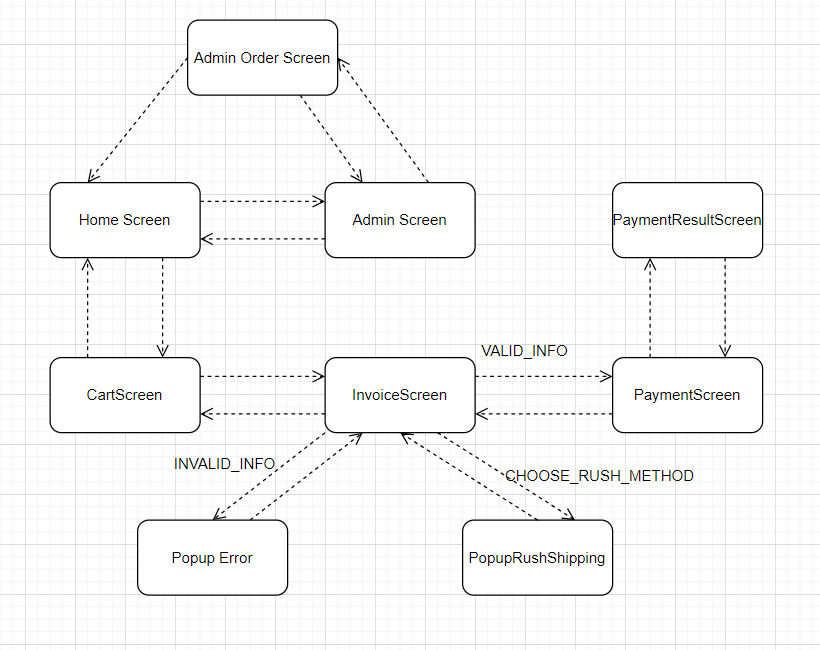 Admin Order Screen
Home Screen
Admin Screen
PaymentResultScreen
VALID_INFO
CartScreen
InvoiceScreen
PaymentScreen
INVALID_INFO
CHOOSE_RUSH_METHOD
Popup Error
PopupRushShipping